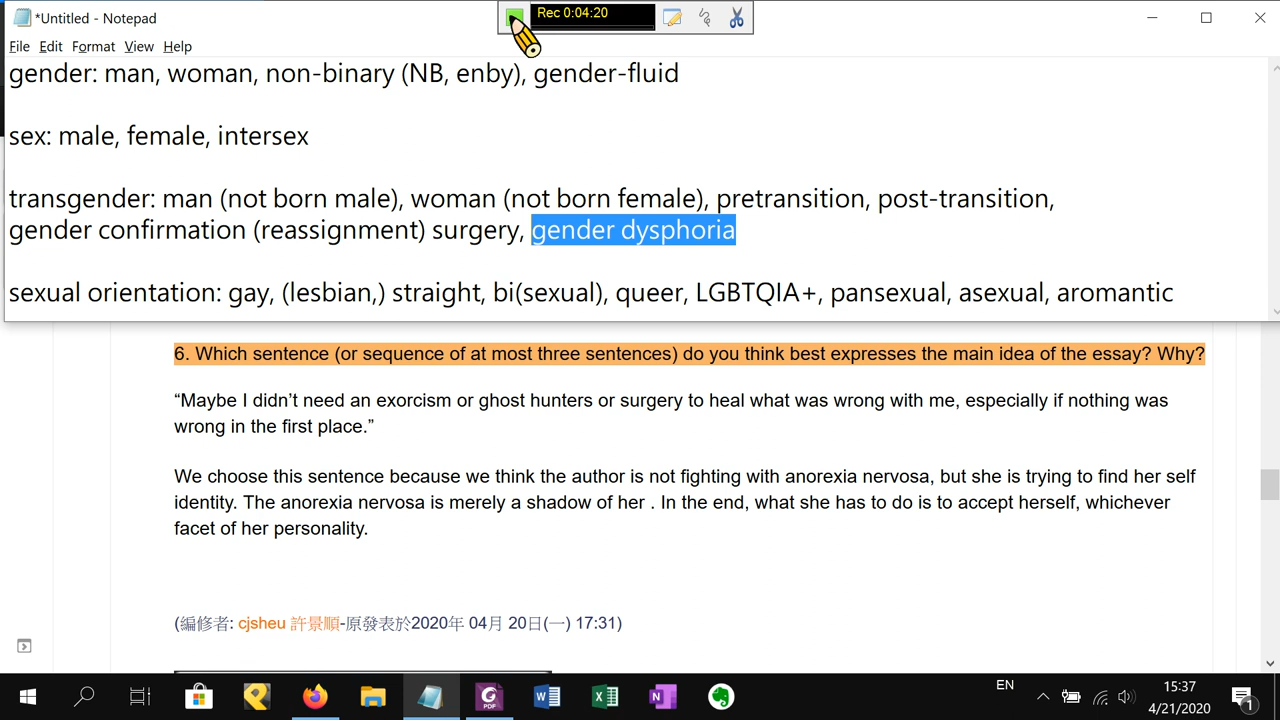 *Untitled - Notepad
Rec 0:04:20
File Edit Format View Help
gender: man, woman, non-binary (NB, enby), gender-fluid
sex: male, female, intersex
transgender: man (not born male), woman (not born female), pretransition, post-transition,
gender confirmation (reassignment) surgery, gender dysphoria
sexual orientation: gay, (lesbian,) straight, bi(sexual), queer, LGBTQIA+, pansexual, asexual, aromantic
6. Which sentence (or sequence of at most three sentences) do you think best expresses the main idea of the essay? Why?
“Maybe I didn’t need an exorcism or ghost hunters or surgery to heal what was wrong with me, especially if nothing was
wrong in the first place.”
We choose this sentence because we think the author is not fighting with anorexia nervosa, but she is trying to find her self
identity. The anorexia nervosa is merely a shadow of her . In the end, what she has to do is to accept herself, whichever
facet of her personality.
(編修者: cjsheu 許景順-原發表於2020年 04月 20日(一) 17:31)
EN
15:37
4/21/2020
1
PDF